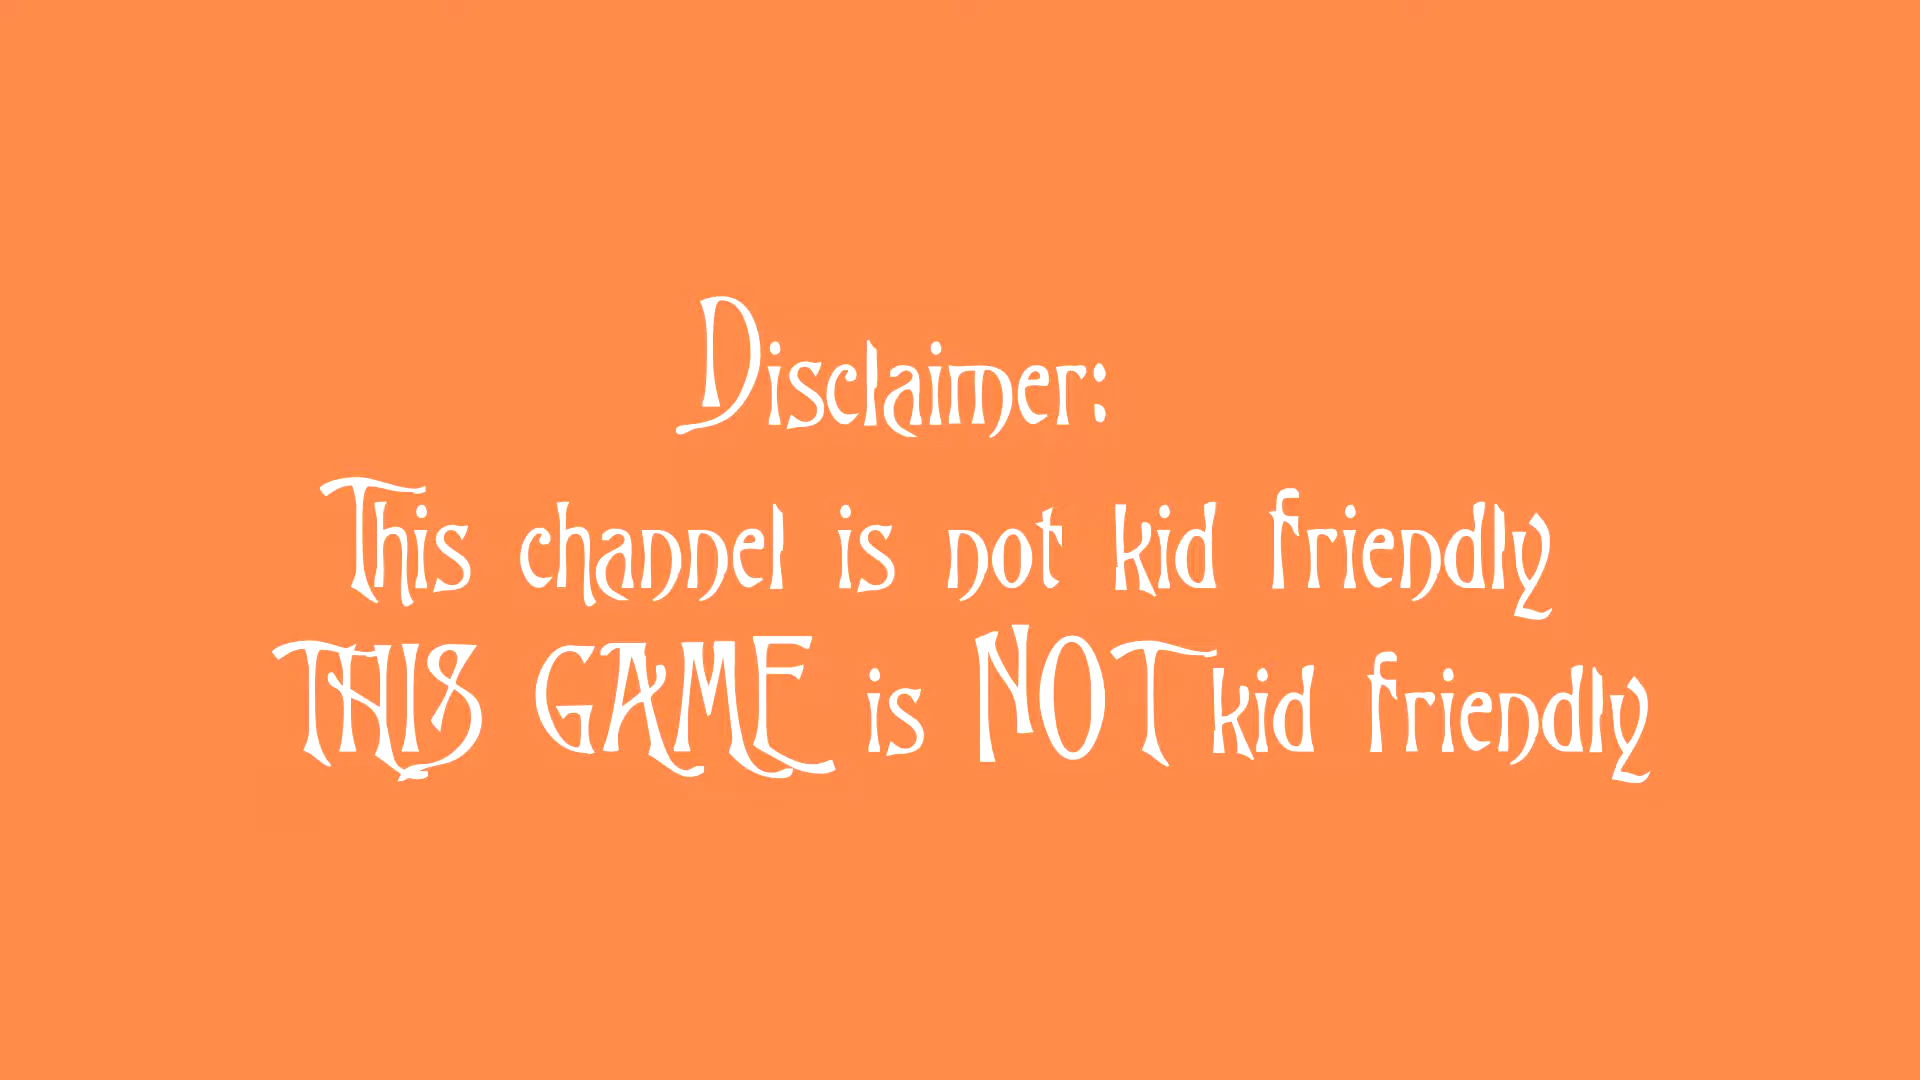 Disclaimer:
This channel is not kid friendly
THIS GAME is NOT kid friendly